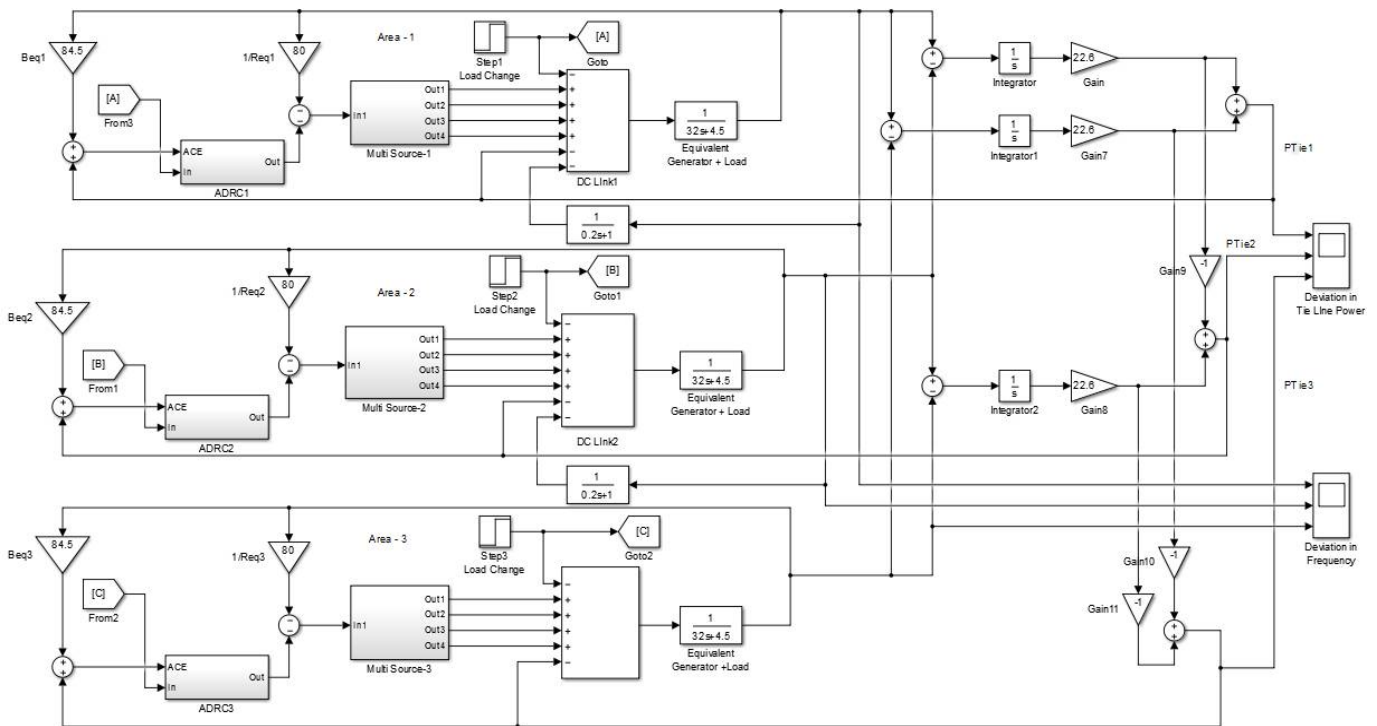 Beq1
84.5
1/Req1
80
Area - 1
Step1
Load Change
[A]
Goto
[A]
From3
ACE
In
Out
ADRC1
In1
Out1
Out2
Out3
Out4
Multi Source-1
−
+
+
+
+
−
−
DC LInk1
1
32s+4.5
Equivalent
Generator + Load
1
0.2s+1
+
−
1
s
Integrator
22.6
Gain
+
−
1
s
Integrator1
22.6
Gain7
+
+
PTie1
+
+
−
−
Beq2
84.5
1/Req2
80
Area - 2
Step2
Load Change
[B]
Goto1
[B]
From1
ACE
In
Out
ADRC2
In1
Out1
Out2
Out3
Out4
Multi Source-2
−
+
+
+
+
−
−
DC LInk2
1
32s+4.5
Equivalent
Generator + Load
1
0.2s+1
+
−
1
s
Integrator2
22.6
Gain8
Gain9
-1
PTie2
+
+
PTie3
Deviation in
Tie LIne Power
+
+
−
−
Beq3
84.5
1/Req3
80
Area - 3
Step3
Load Change
[C]
Goto2
[C]
From2
ACE
In
Out
ADRC3
In1
Out1
Out2
Out3
Out4
Multi Source-3
−
+
+
+
+
−
1
32s+4.5
Equivalent
Generator +Load
Gain10
-1
Gain11
-1
+
+
Deviation in
Frequency
+
+
−
−